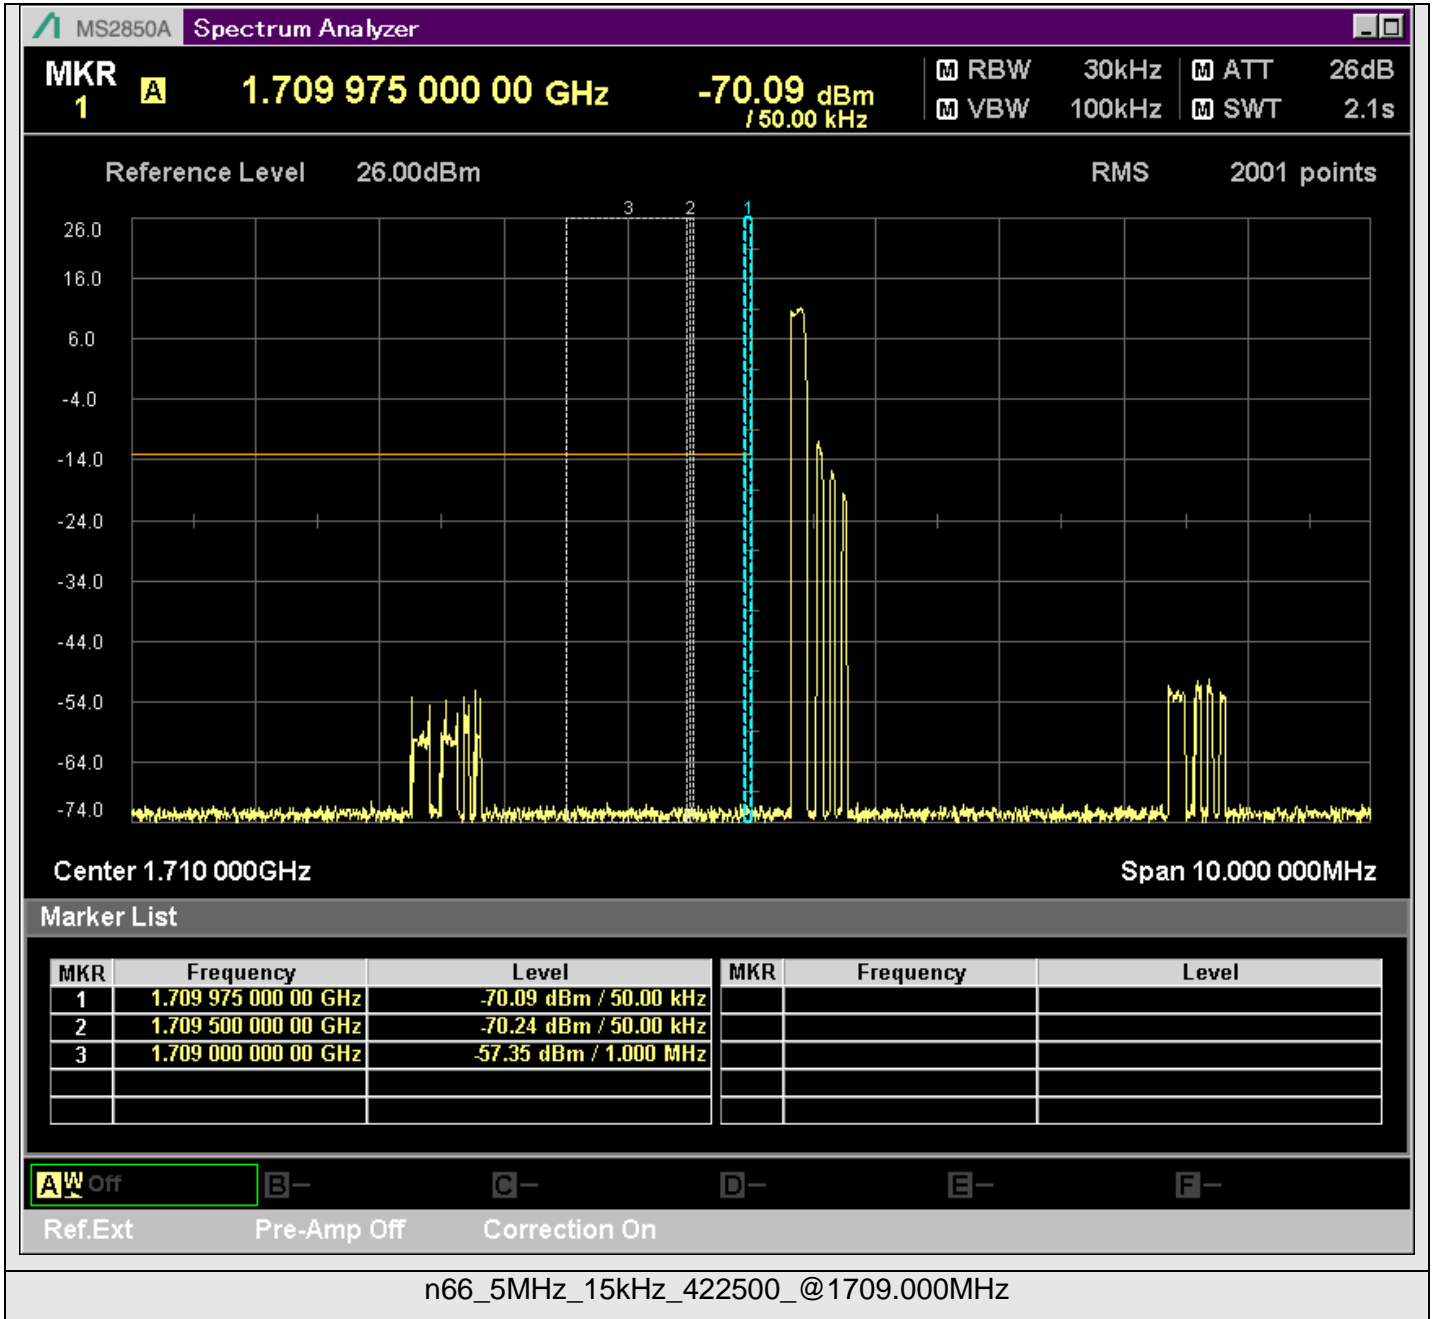 MS2850A Spectrum Analyzer
MKR 1 A 1.709 975 000 00 GHz -70.09 dBm / 50.00 kHz
M RBW 30kHz M ATT 26dB
M VBW 100kHz M SWT 2.1s
Reference Level 26.00dBm RMS 2001 points
3 2 1
26.0
16.0
6.0
-4.0
-14.0
-24.0
-34.0
-44.0
-54.0
-64.0
-74.0
Center 1.710 000GHz Span 10.000 000MHz
Marker List
MKR Frequency Level MKR Frequency Level
1 1.709 975 000 00 GHz -70.09 dBm / 50.00 kHz
2 1.709 500 000 00 GHz -70.24 dBm / 50.00 kHz
3 1.709 000 000 00 GHz -57.35 dBm / 1.000 MHz
A W Off B - C - D - E - F -
Ref.Ext Pre-Amp Off Correction On
n66_5MHz_15kHz_422500_@1709.000MHz